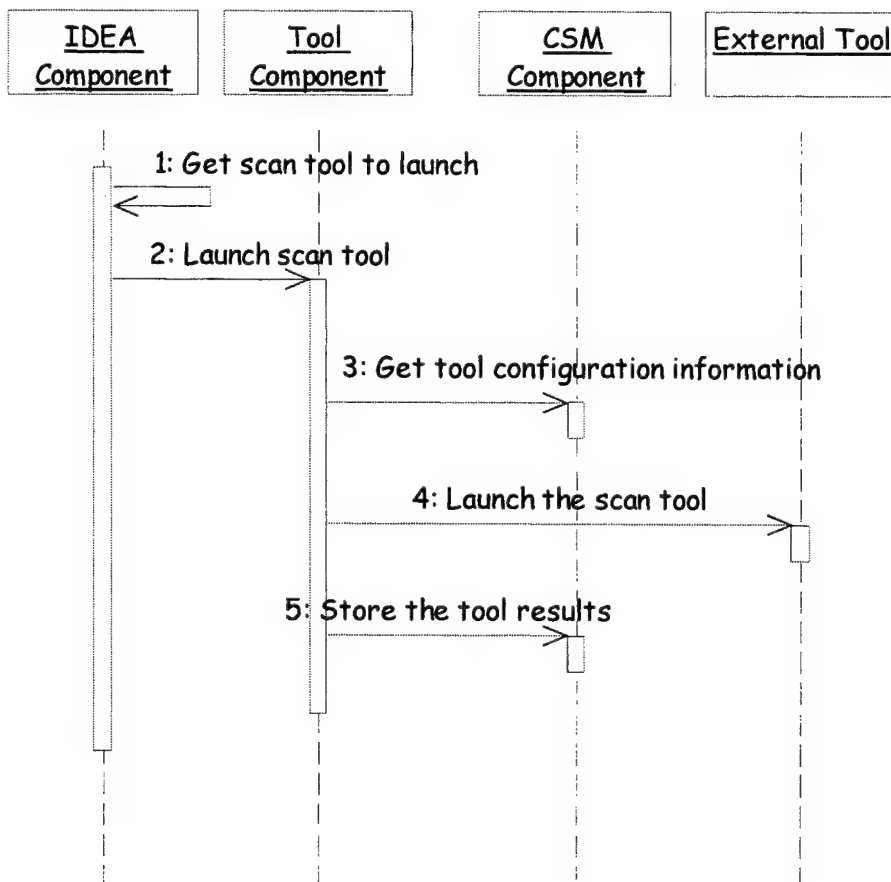 IDEA
Component
Tool
Component
CSM
Component
External Tool
1: Get scan tool to launch
2: Launch scan tool
3: Get tool configuration information
4: Launch the scan tool
5: Store the tool results